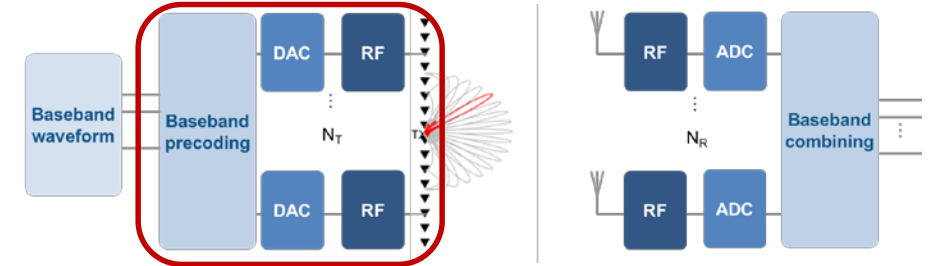 Baseband
waveform
Baseband
precoding
DAC
RF
⋮
N_T
DAC
RF
TX
RF
ADC
⋮
N_R
RF
ADC
Baseband
combining
⋮